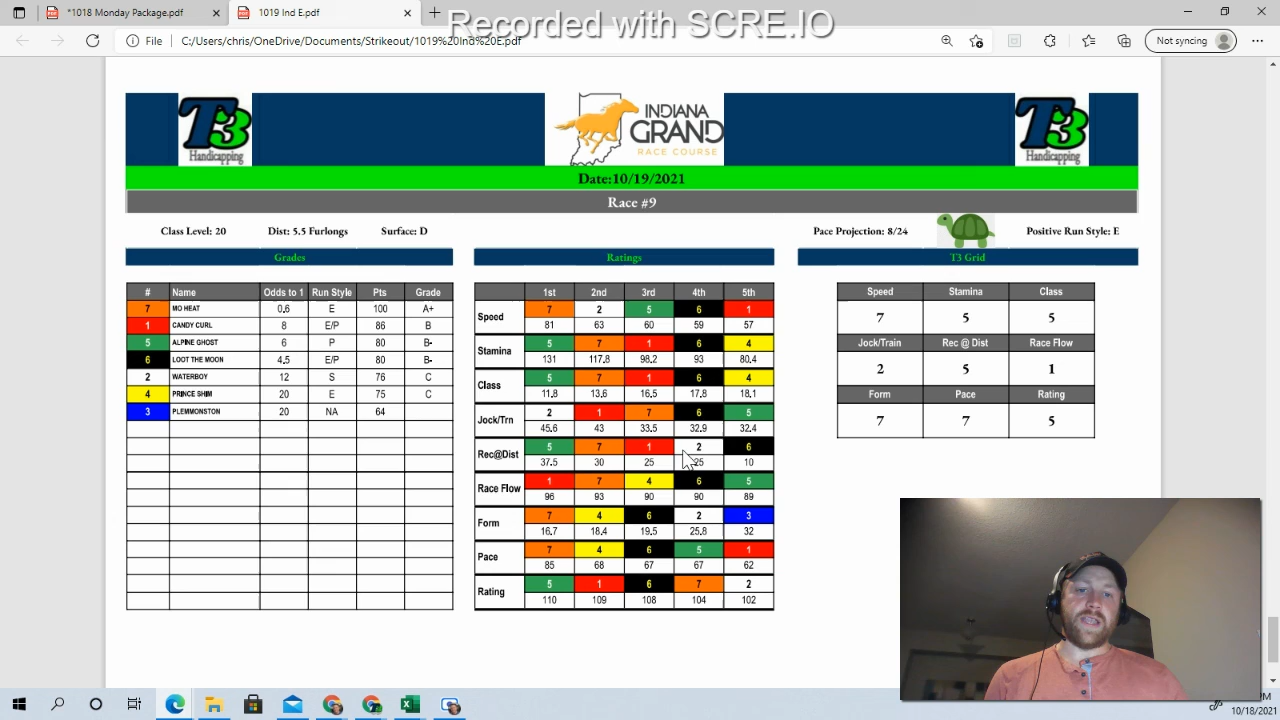 *1018 Monday Package.pdf
1019 Ind E.pdf
Recorded with SCRE.IO
File
C:/Users/chris/OneDrive/Documents/Strikeout/1019%20Ind%20E.pdf
Not syncing
T3
Handicapping
INDIANA
GRAND
RACE COURSE
T3
Handicapping
Date:10/19/2021
Race #9
Class Level: 20 Dist: 5.5 Furlongs Surface: D
Pace Projection: 8/24 Positive Run Style: E
Grades
# Name Odds to 1 Run Style Pts Grade
7 MO HEAT 0.6 E 100 A+
1 CANDY CURL 8 E/P 86 B
5 ALPINE GHOST 6 P 80 B-
6 LOOT THE MOON 4.5 E/P 80 B-
2 WATERBOY 12 S 76 C
4 PRINCE SHIM 20 E 75 C
3 PLEMMONSTON 20 NA 64
Ratings
1st 2nd 3rd 4th 5th
Speed 7 2 5 6 1
81 63 60 59 57
Stamina 5 7 1 6 4
131 117.8 98.2 93 80.4
Class 5 7 1 6 4
11.8 13.6 16.5 17.8 18.1
Jock/Trn 2 1 7 6 5
45.6 43 33.5 32.9 32.4
Rec@Dist 5 7 1 2 6
37.5 30 25 25 10
Race Flow 1 7 4 6 5
96 93 90 90 89
Form 7 4 6 2 3
16.7 18.4 19.5 25.8 32
Pace 7 4 6 5 1
85 68 67 67 62
Rating 5 1 6 7 2
110 109 108 104 102
T3 Grid
Speed Stamina Class
7 5 5
Jock/Train Rec @ Dist Race Flow
2 5 1
Form Pace Rating
7 7 5
10/18/2021